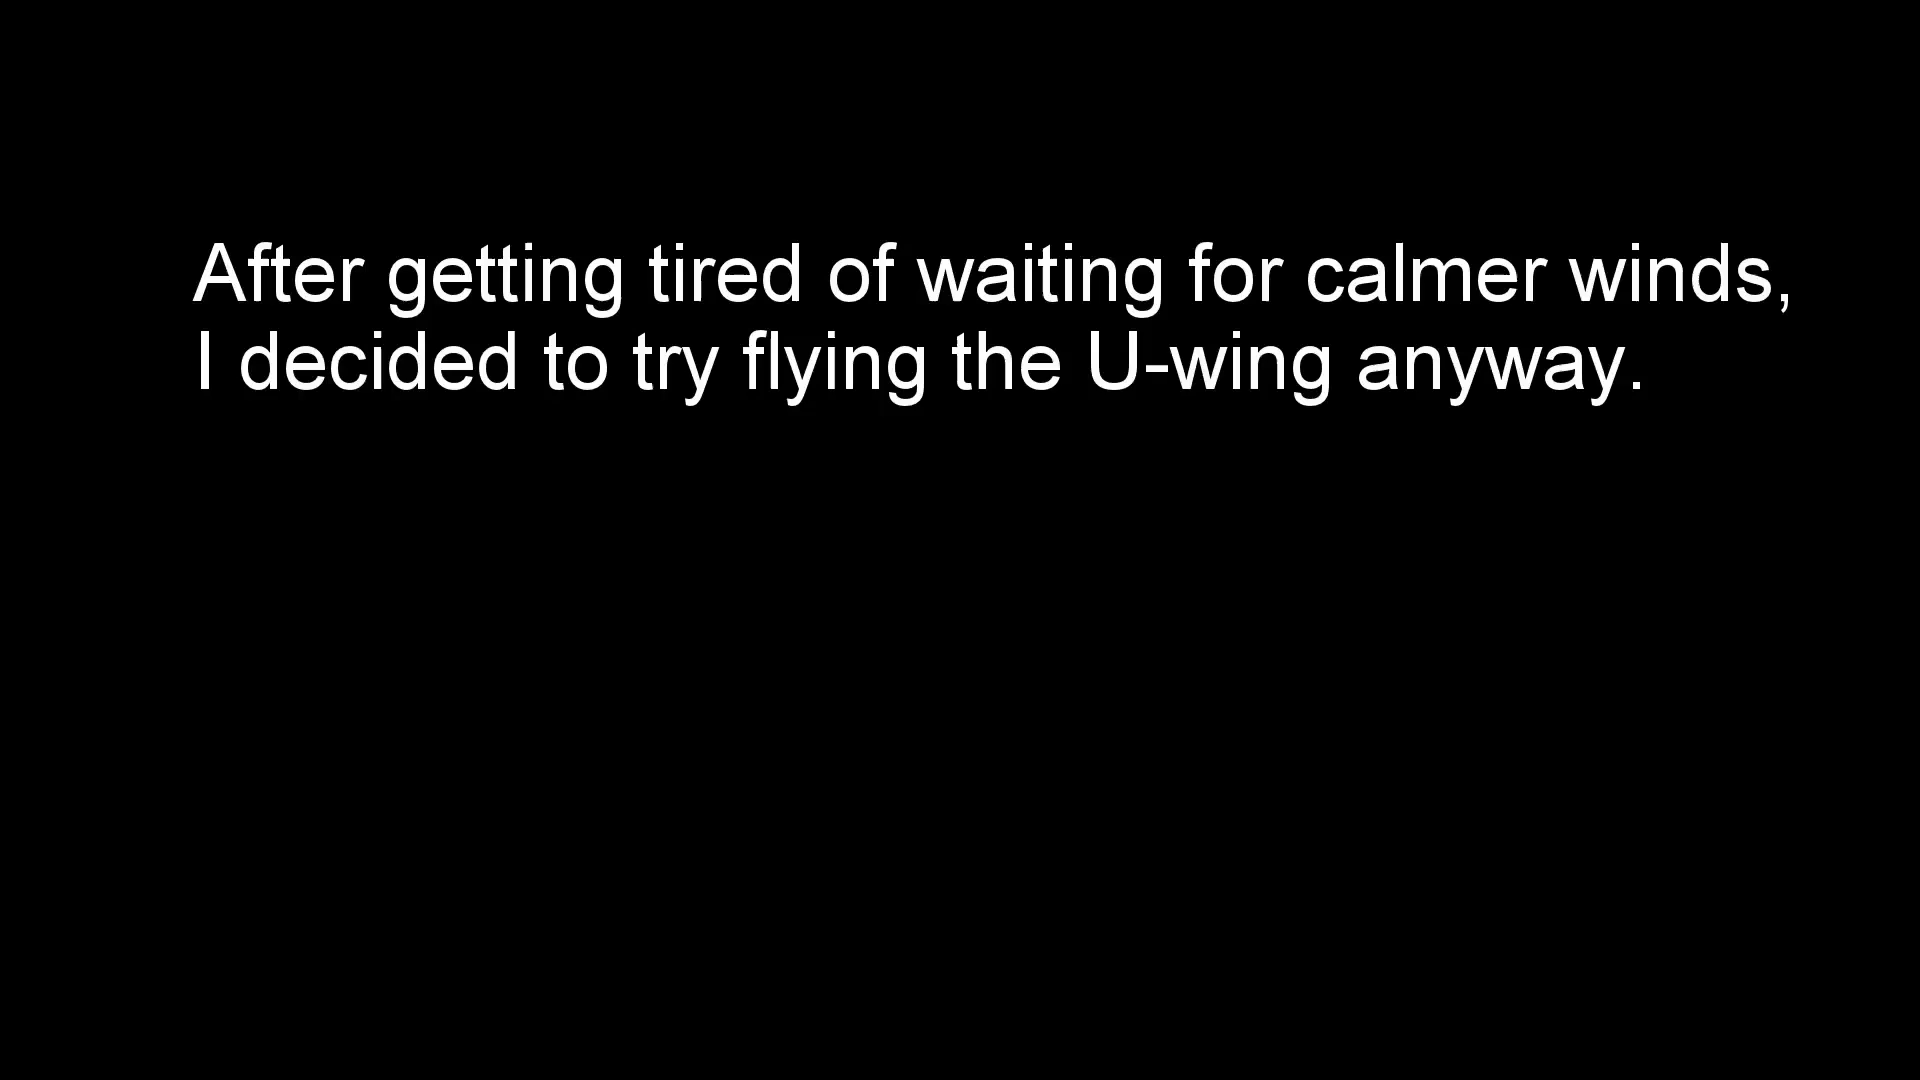 After getting tired of waiting for calmer winds,
I decided to try flying the U-wing anyway.